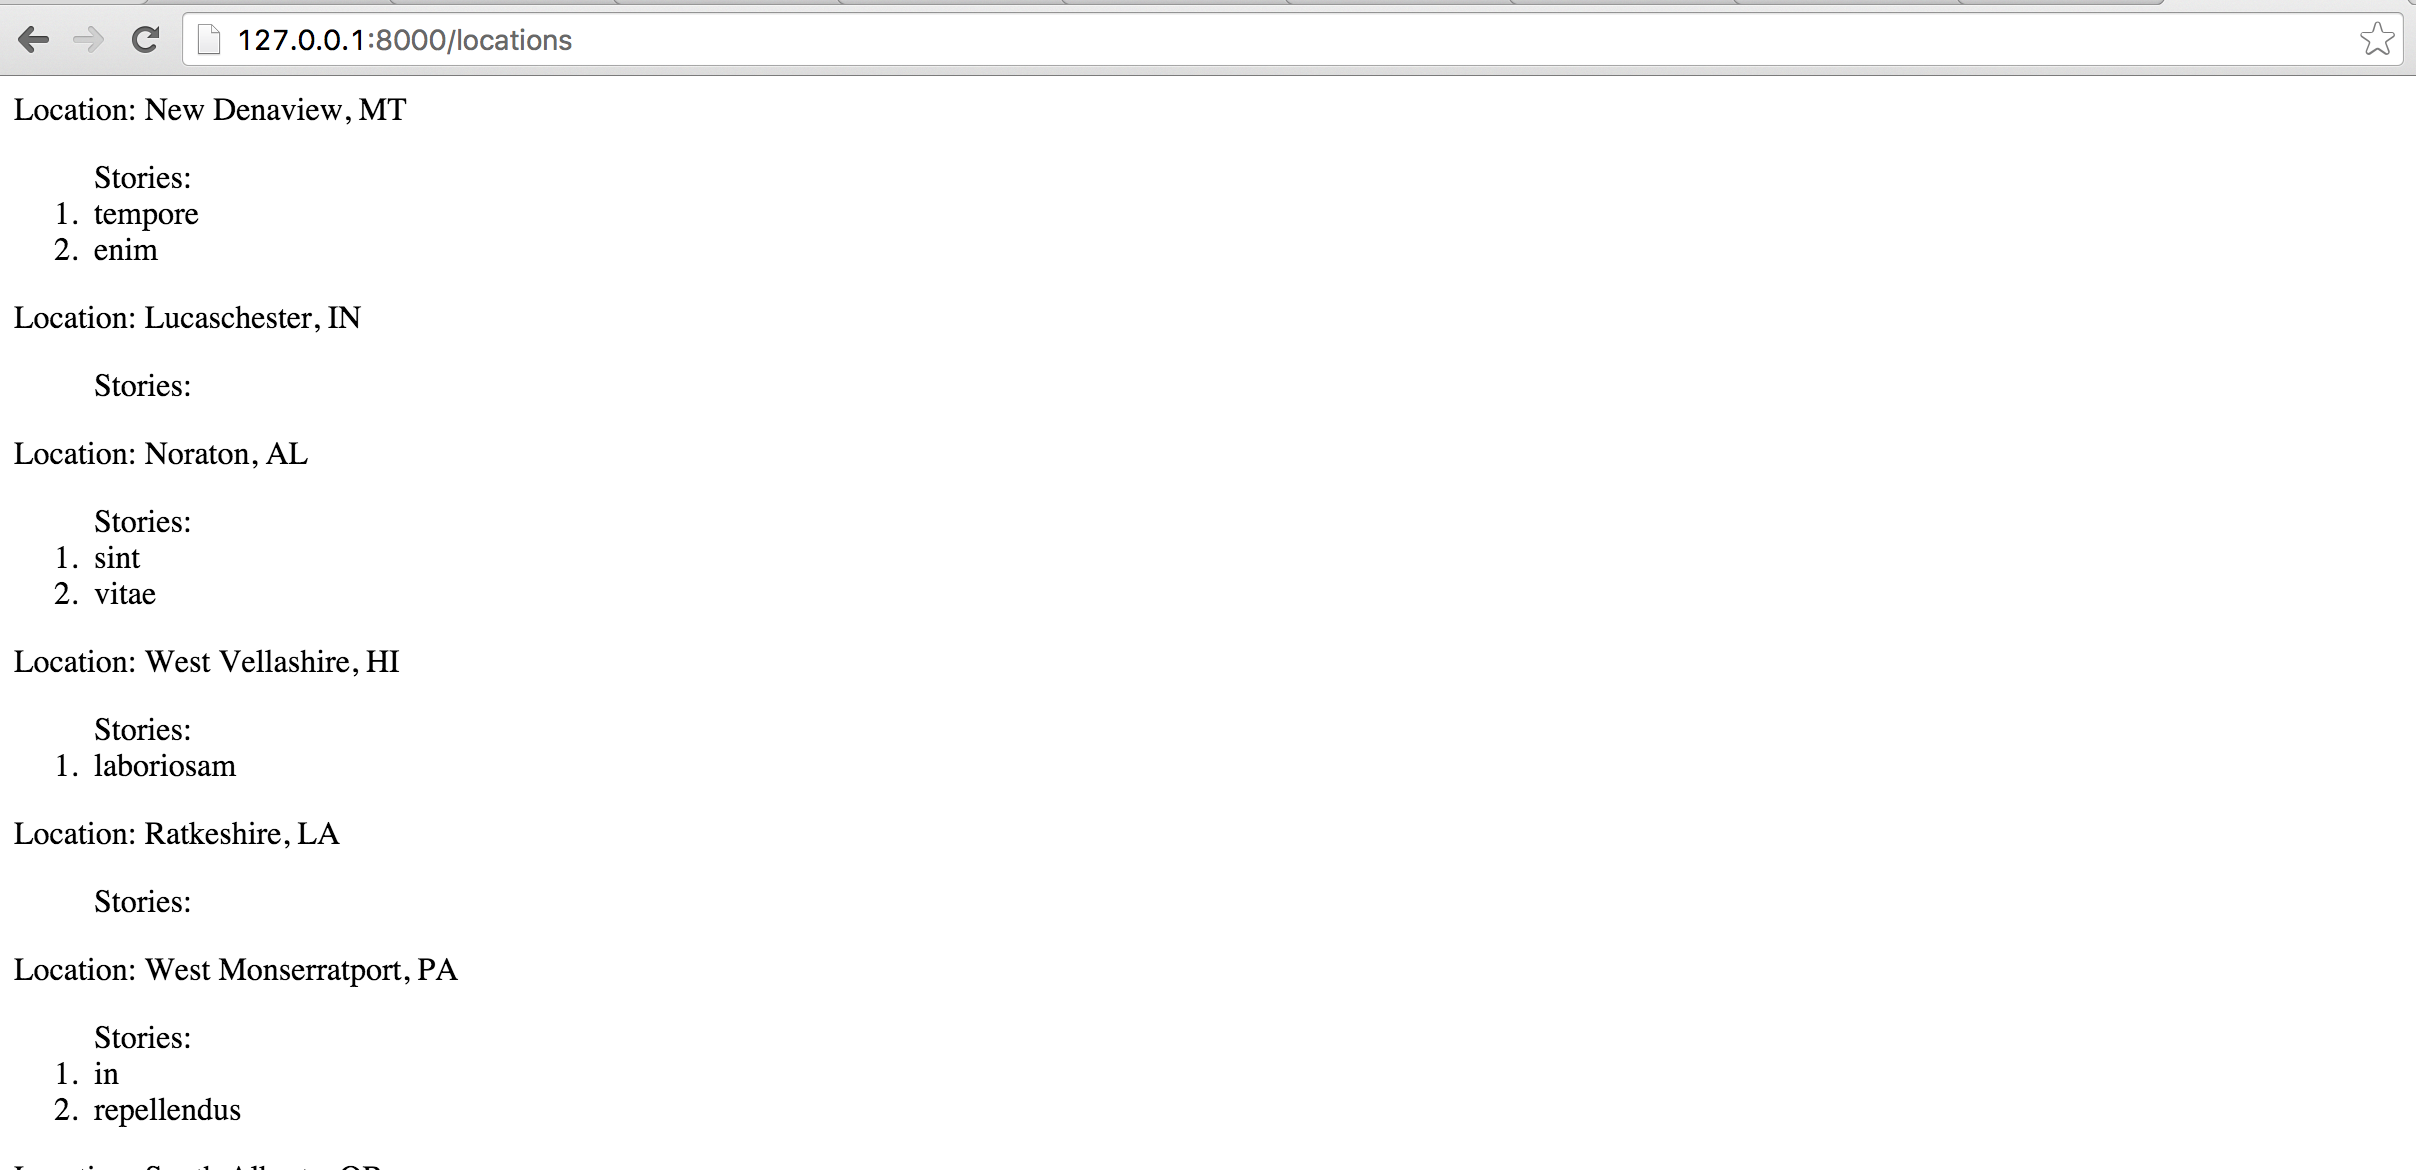 127.0.0.1:8000/locations
Location: New Denaview, MT
Stories:
1. tempore
2. enim
Location: Lucaschester, IN
Stories:
Location: Noraton, AL
Stories:
1. sint
2. vitae
Location: West Vellashire, HI
Stories:
1. laboriosam
Location: Ratkeshire, LA
Stories:
Location: West Monserratport, PA
Stories:
1. in
2. repellendus
Location: South